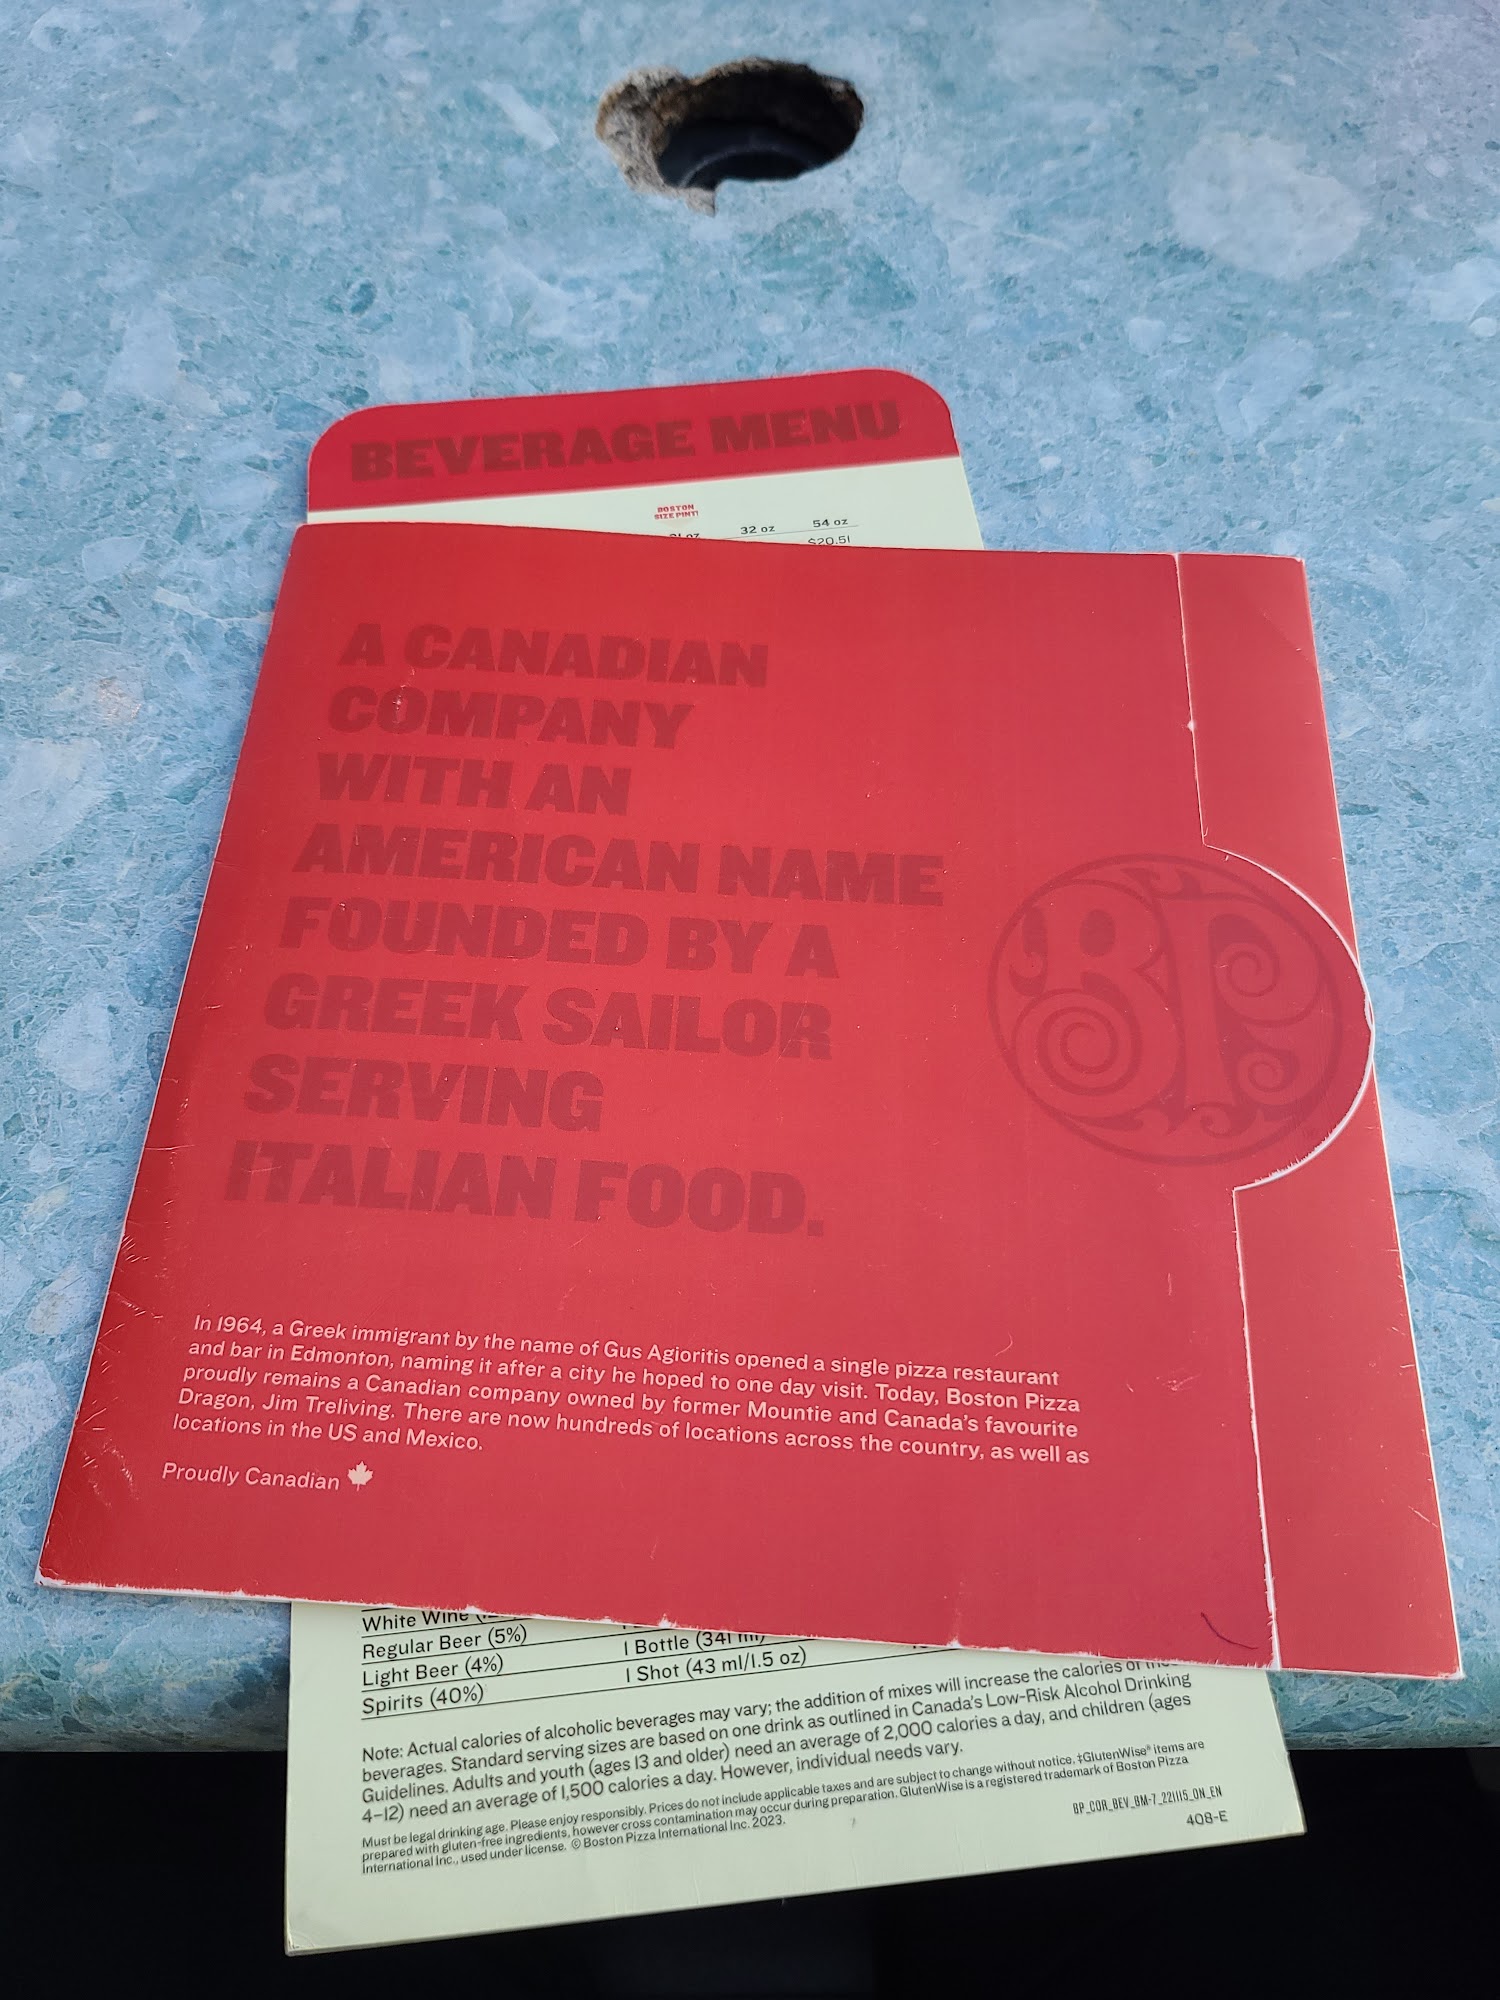 BEVERAGE MENU
BOSTON
SIZE PINT!
32 oz 54 oz
$20.51
A CANADIAN
COMPANY
WITH AN
AMERICAN NAME
FOUNDED BY A
GREEK SAILOR
SERVING
ITALIAN FOOD.
BP
In 1964, a Greek immigrant by the name of Gus Agioritis opened a single pizza restaurant
and bar in Edmonton, naming it after a city he hoped to one day visit. Today, Boston Pizza
proudly remains a Canadian company owned by former Mountie and Canada's favourite
Dragon, Jim Treliving. There are now hundreds of locations across the country, as well as
locations in the US and Mexico.
Proudly Canadian
White Wine
Regular Beer (5%)
Light Beer (4%) 1 Bottle (341 ml)
Spirits (40%) 1 Shot (43 ml/1.5 oz)
Note: Actual calories of alcoholic beverages may vary; the addition of mixes will increase the calories of
beverages. Standard serving sizes are based on one drink as outlined in Canada's Low-Risk Alcohol Drinking
Guidelines. Adults and youth (ages 13 and older) need an average of 2,000 calories a day, and children (ages
4–12) need an average of 1,500 calories a day. However, individual needs vary.
Must be legal drinking age. Please enjoy responsibly. Prices do not include applicable taxes and are subject to change without notice. ‡GlutenWise® items are
prepared with gluten-free ingredients, however cross contamination may occur during preparation. GlutenWise is a registered trademark of Boston Pizza
International Inc., used under license. © Boston Pizza International Inc. 2023.
BP_COR_BEV_BM-7_221115_ON_EN
408-E